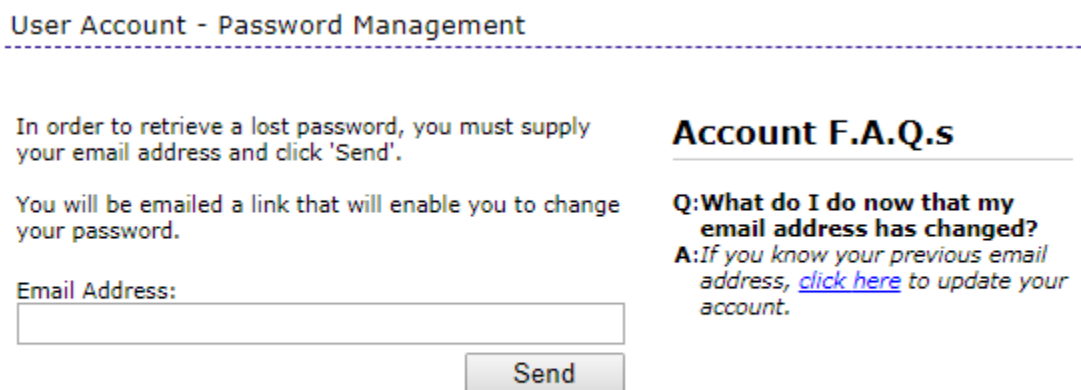 User Account - Password Management
In order to retrieve a lost password, you must supply
your email address and click 'Send'.
You will be emailed a link that will enable you to change
your password.
Email Address:
Send
Account F.A.Q.s
Q:What do I do now that my
email address has changed?
A:If you know your previous email
address, click here to update your
account.